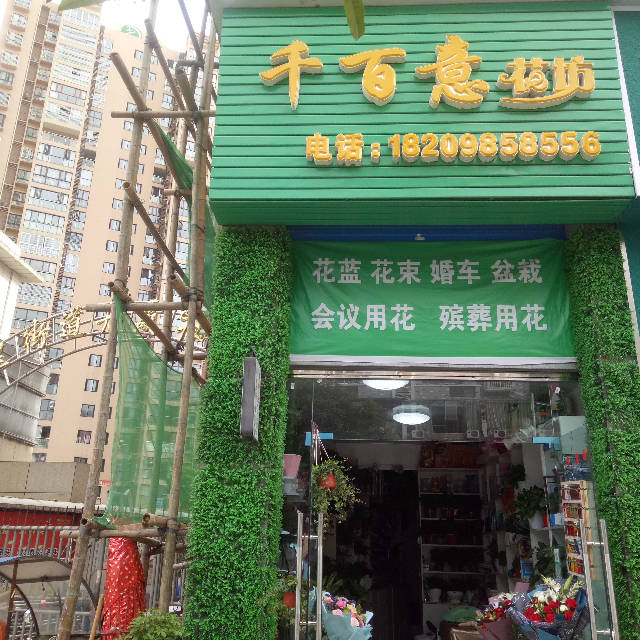 千百意花坊
电话：18209858556
花蓝 花束 婚车 盆栽
会议用花 殡葬用花